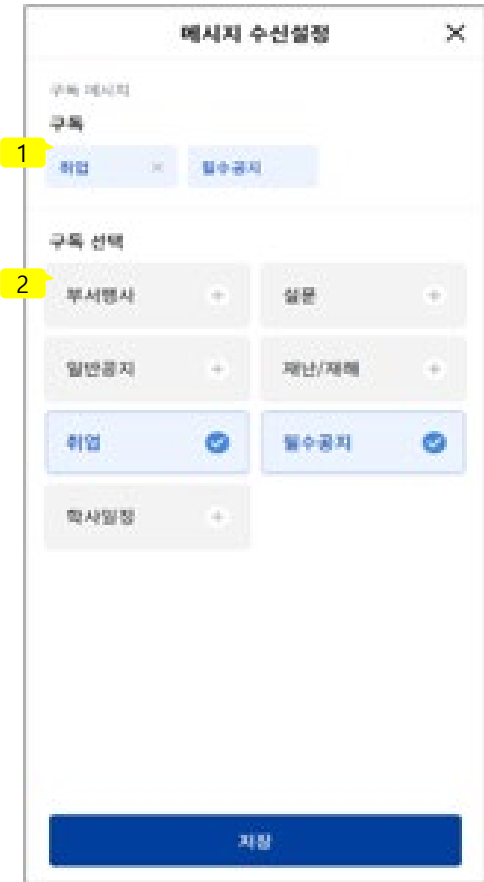 메시지 수신설정
구독 메시지
구독
1
취업
필수공지
구독 선택
2
부서행사
설문
일반공지
재난/재해
취업
필수공지
학사일정
저장